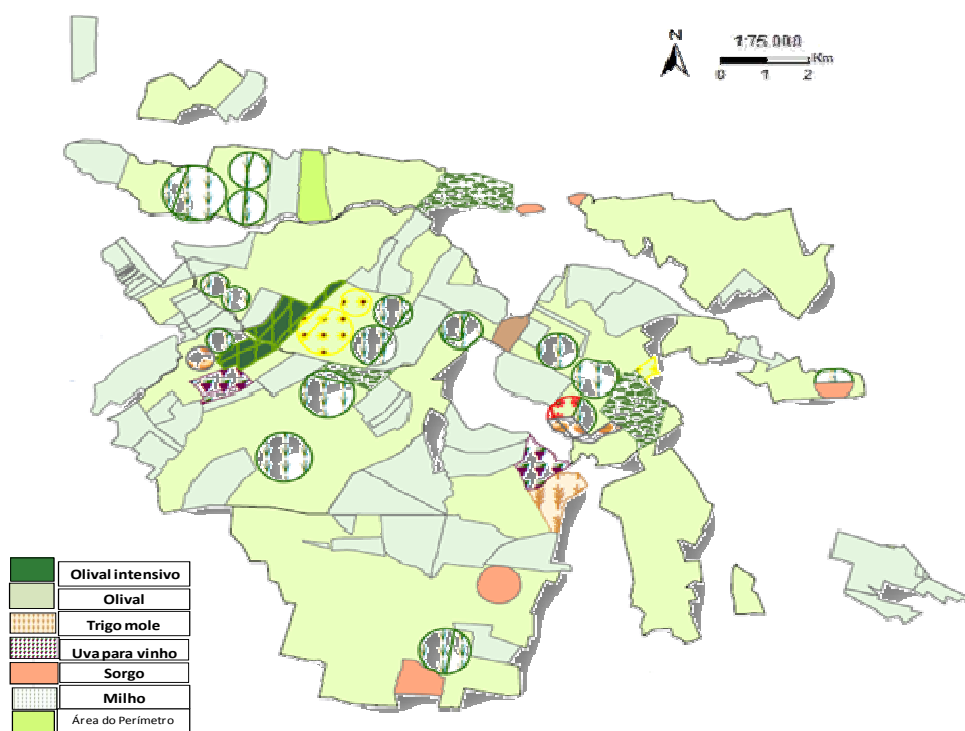 N
1:75 000
Km
0 1 2
Olival intensivo
Olival
Trigo mole
Uva para vinho
Sorgo
Milho
Área do Perímetro